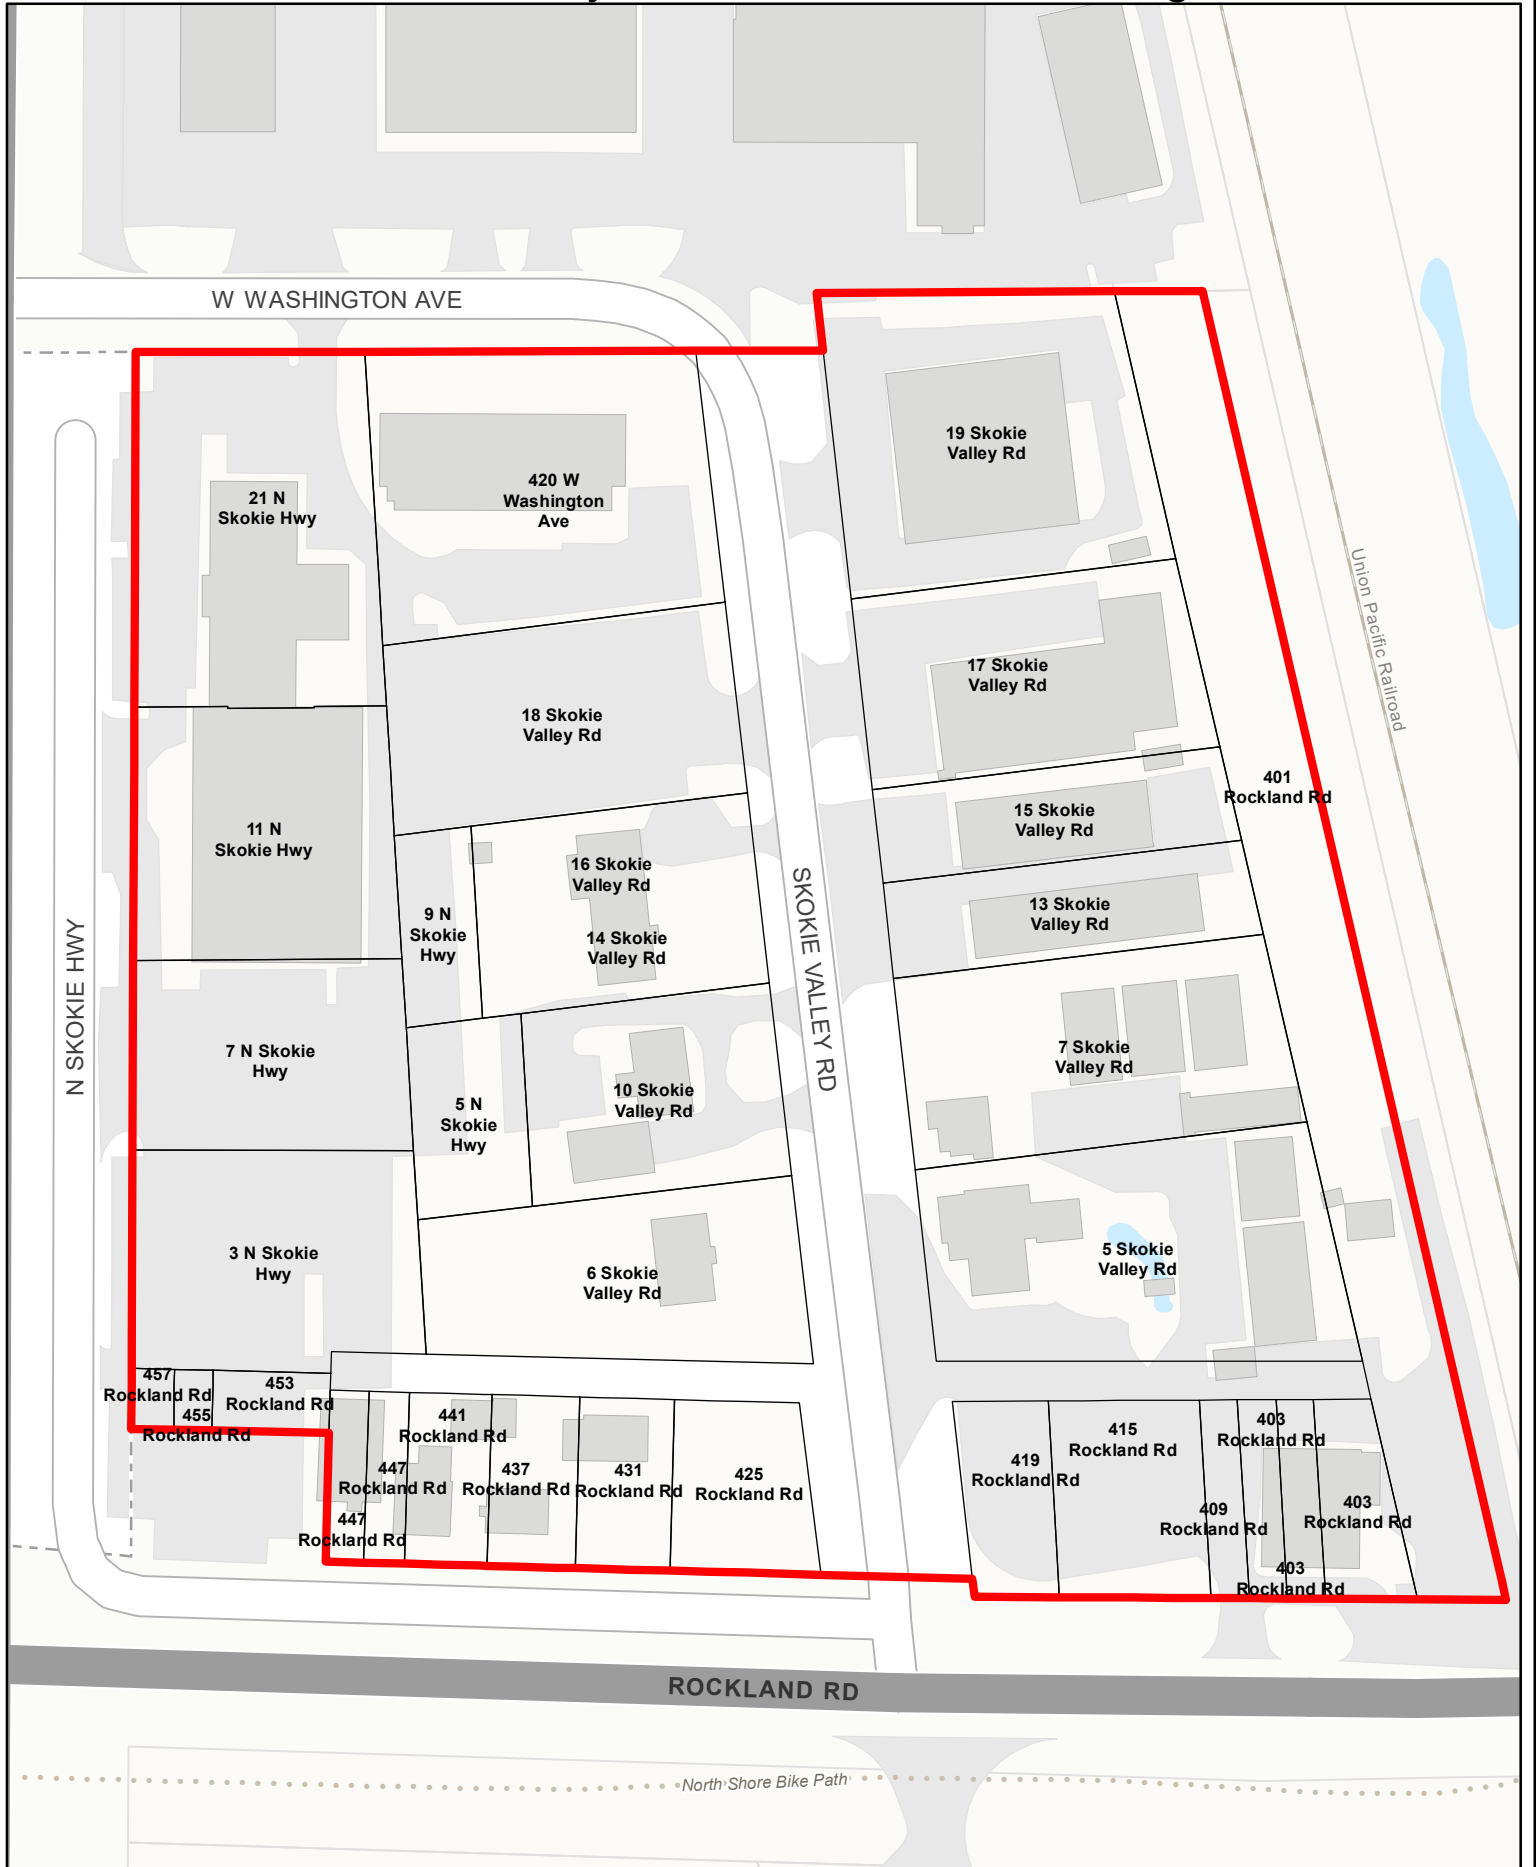 W WASHINGTON AVE
19 Skokie
Valley Rd
420 W
Washington
Ave
21 N
Skokie Hwy
Union Pacific Railroad
17 Skokie
Valley Rd
18 Skokie
Valley Rd
401
Rockland Rd
15 Skokie
Valley Rd
11 N
Skokie Hwy
16 Skokie
Valley Rd
13 Skokie
Valley Rd
9 N
Skokie
Hwy
14 Skokie
Valley Rd
SKOKIE VALLEY RD
N SKOKIE HWY
7 N Skokie
Hwy
7 Skokie
Valley Rd
10 Skokie
Valley Rd
5 N
Skokie
Hwy
3 N Skokie
Hwy
5 Skokie
Valley Rd
6 Skokie
Valley Rd
457
Rockland Rd
453
Rockland Rd
455
Rockland Rd
441
Rockland Rd
403
Rockland Rd
415
Rockland Rd
447
Rockland Rd
437
Rockland Rd
431
Rockland Rd
425
Rockland Rd
419
Rockland Rd
409
Rockland Rd
403
Rockland Rd
447
Rockland Rd
403
Rockland Rd
ROCKLAND RD
North Shore Bike Path